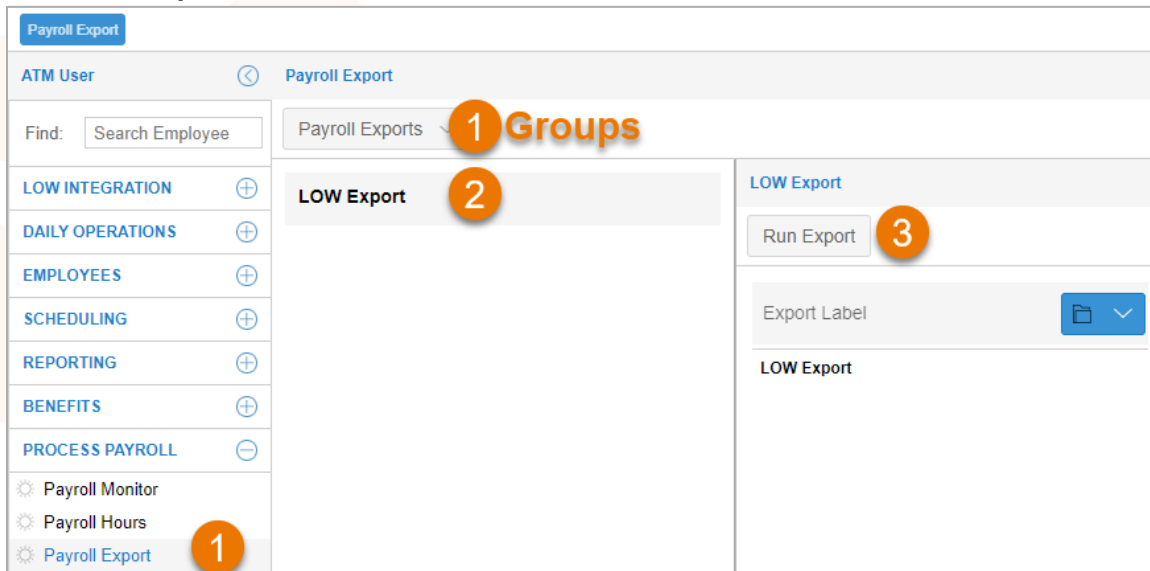 Payroll Export
ATM User
Payroll Export
Find: Search Employee
Payroll Exports 1 Groups
LOW INTEGRATION
LOW Export 2
LOW Export
DAILY OPERATIONS
Run Export 3
EMPLOYEES
SCHEDULING
Export Label
REPORTING
LOW Export
BENEFITS
PROCESS PAYROLL
Payroll Monitor
Payroll Hours
Payroll Export 1